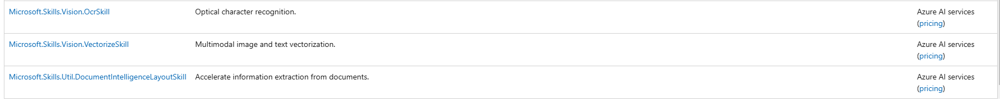 Microsoft.Skills.Vision.OcrSkill Optical character recognition. Azure AI services
(pricing)
Microsoft.Skills.Vision.VectorizeSkill Multimodal image and text vectorization. Azure AI services
(pricing)
Microsoft.Skills.Util.DocumentIntelligenceLayoutSkill Accelerate information extraction from documents. Azure AI services
(pricing)